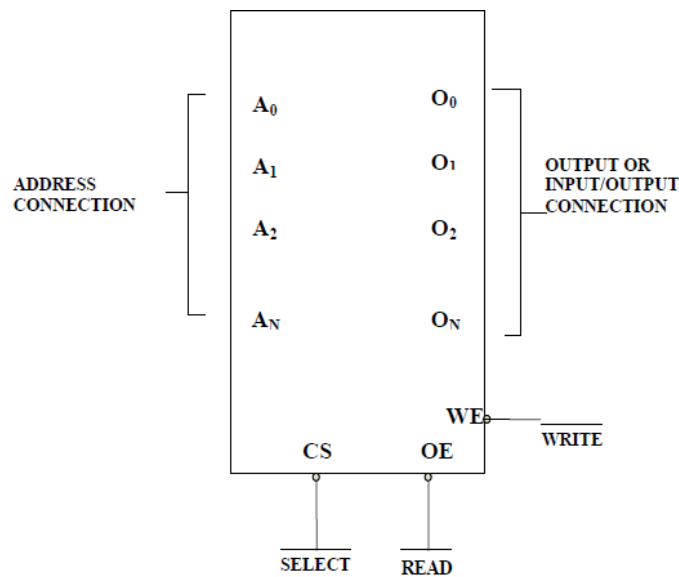 A₀ O₀
A₁ O₁
ADDRESS
CONNECTION
OUTPUT OR
INPUT/OUTPUT
CONNECTION
A₂ O₂
Aₙ Oₙ
WE
WRITE
CS OE
SELECT READ